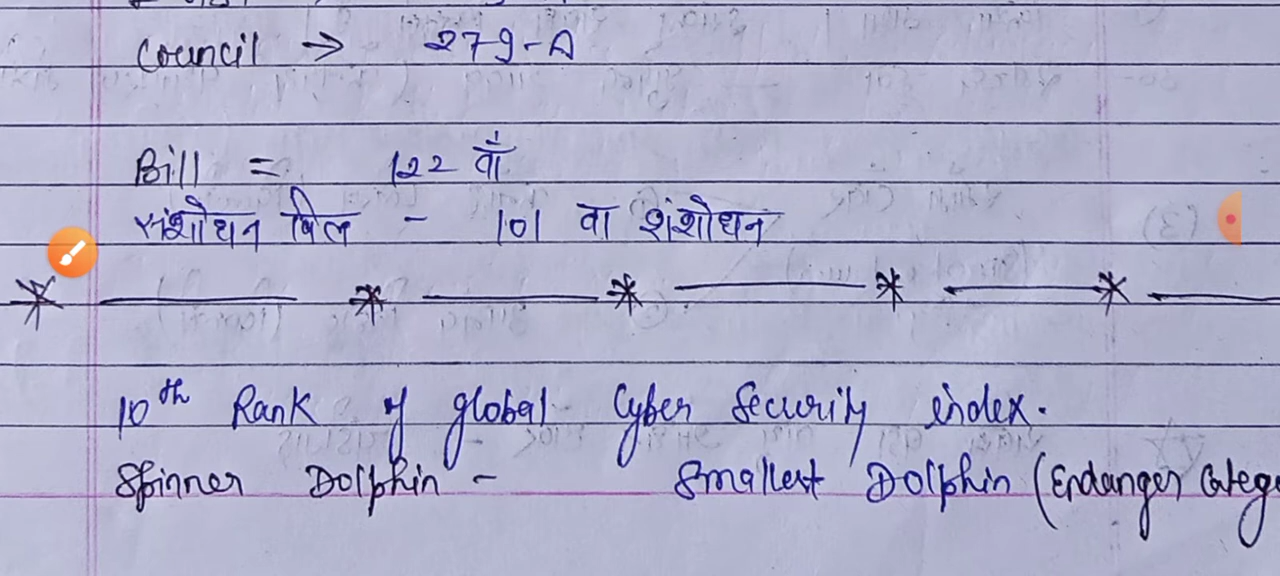 Council → 279-A
Bill = 122 वाँ
संशोधन बिल - 101 वा शंशोधन
10th Rank of global Cyber Security index.
Spinner Dolphin - Smallest Dolphin (Endanger Catego